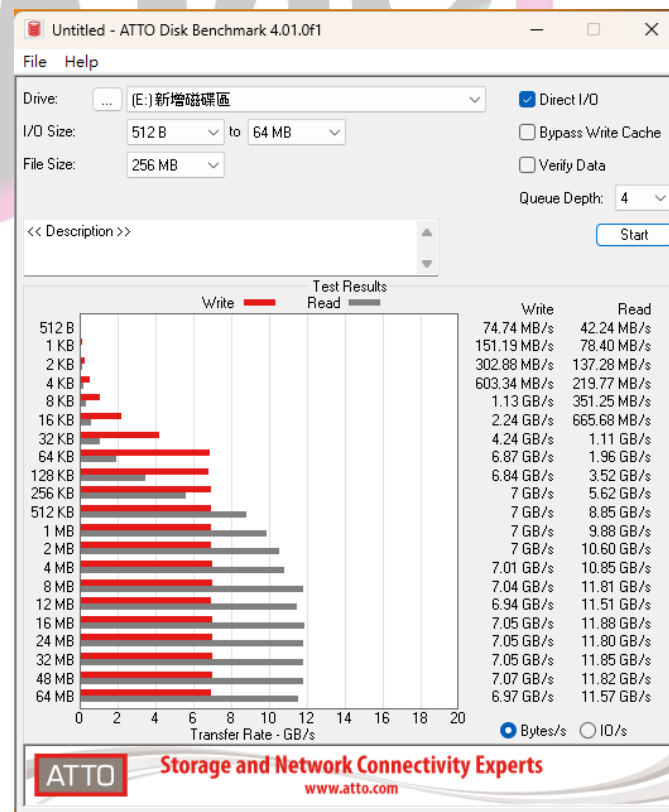 Untitled - ATTO Disk Benchmark 4.01.0f1
File Help
Drive: ... (E:)新增磁碟區
Direct I/O
I/O Size: 512 B to 64 MB
Bypass Write Cache
File Size: 256 MB
Verify Data
Queue Depth: 4
<< Description >>
Start
Test Results
Write Read
Write Read
512 B 74.74 MB/s 42.24 MB/s
1 KB 151.19 MB/s 78.40 MB/s
2 KB 302.88 MB/s 137.28 MB/s
4 KB 603.34 MB/s 219.77 MB/s
8 KB 1.13 GB/s 351.25 MB/s
16 KB 2.24 GB/s 665.68 MB/s
32 KB 4.24 GB/s 1.11 GB/s
64 KB 6.87 GB/s 1.96 GB/s
128 KB 6.84 GB/s 3.52 GB/s
256 KB 7 GB/s 5.62 GB/s
512 KB 7 GB/s 8.85 GB/s
1 MB 7 GB/s 9.88 GB/s
2 MB 7 GB/s 10.60 GB/s
4 MB 7.01 GB/s 10.85 GB/s
8 MB 7.04 GB/s 11.81 GB/s
12 MB 6.94 GB/s 11.51 GB/s
16 MB 7.05 GB/s 11.88 GB/s
24 MB 7.05 GB/s 11.80 GB/s
32 MB 7.05 GB/s 11.85 GB/s
48 MB 7.07 GB/s 11.82 GB/s
64 MB 6.97 GB/s 11.57 GB/s
0 2 4 6 8 10 12 14 16 18 20
Transfer Rate - GB/s
Bytes/s IO/s
ATTO
Storage and Network Connectivity Experts
www.atto.com